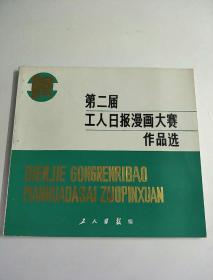 第二届
工人日报漫画大赛
作品选
DIERJIE GONGRENRIBAO
MANHUADASAI ZUOPINXUAN
工人日报 编